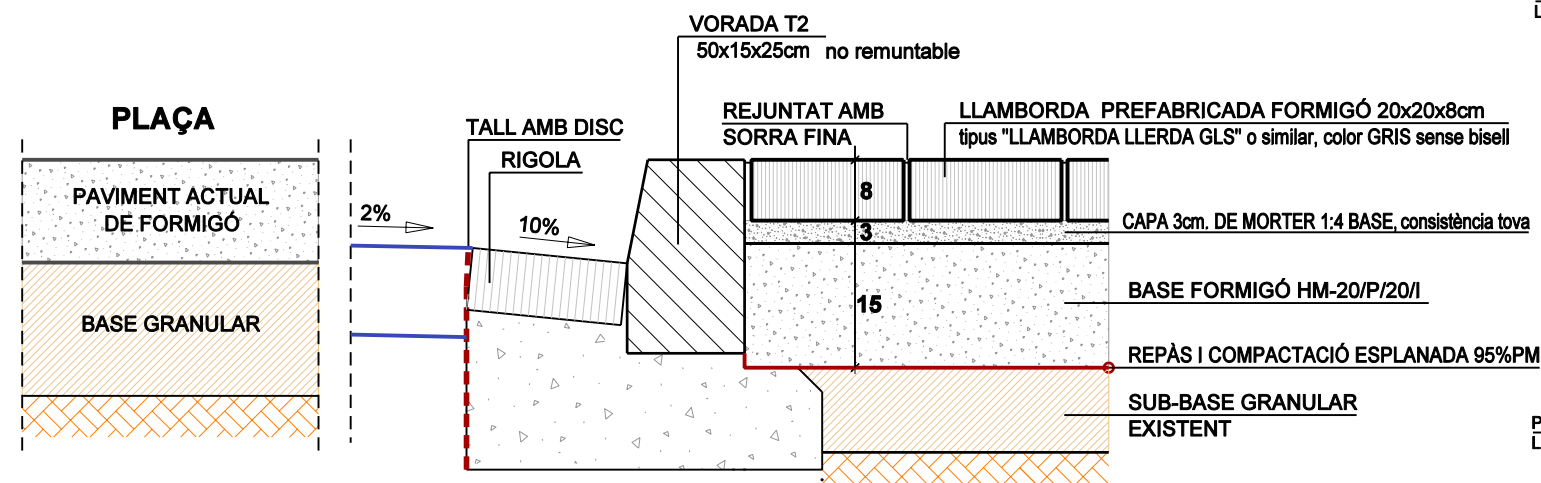 VORADA T2
50x15x25cm no remuntable
PLAÇA
TALL AMB DISC
RIGOLA
REJUNTAT AMB
SORRA FINA
LLAMBORDA PREFABRICADA FORMIGÓ 20x20x8cm
tipus "LLAMBORDA LLERDA GLS" o similar, color GRIS sense bisell
PAVIMENT ACTUAL
DE FORMIGÓ
2%
10%
8
3
CAPA 3cm. DE MORTER 1:4 BASE, consistència tova
BASE GRANULAR
15
BASE FORMIGÓ HM-20/P/20/I
REPÀS I COMPACTACIÓ ESPLANADA 95%PM
SUB-BASE GRANULAR
EXISTENT